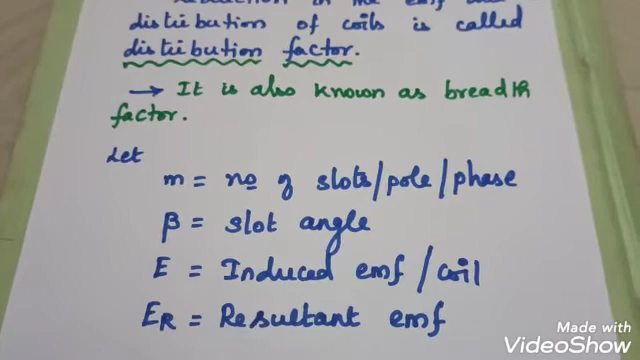 distribution of coils is called
distribution factor.
→ It is also known as breadth
factor.
Let
m = no of slots/pole/phase
β = slot angle
E = Induced emf/coil
ER = Resultant emf
Made with
VideoShow